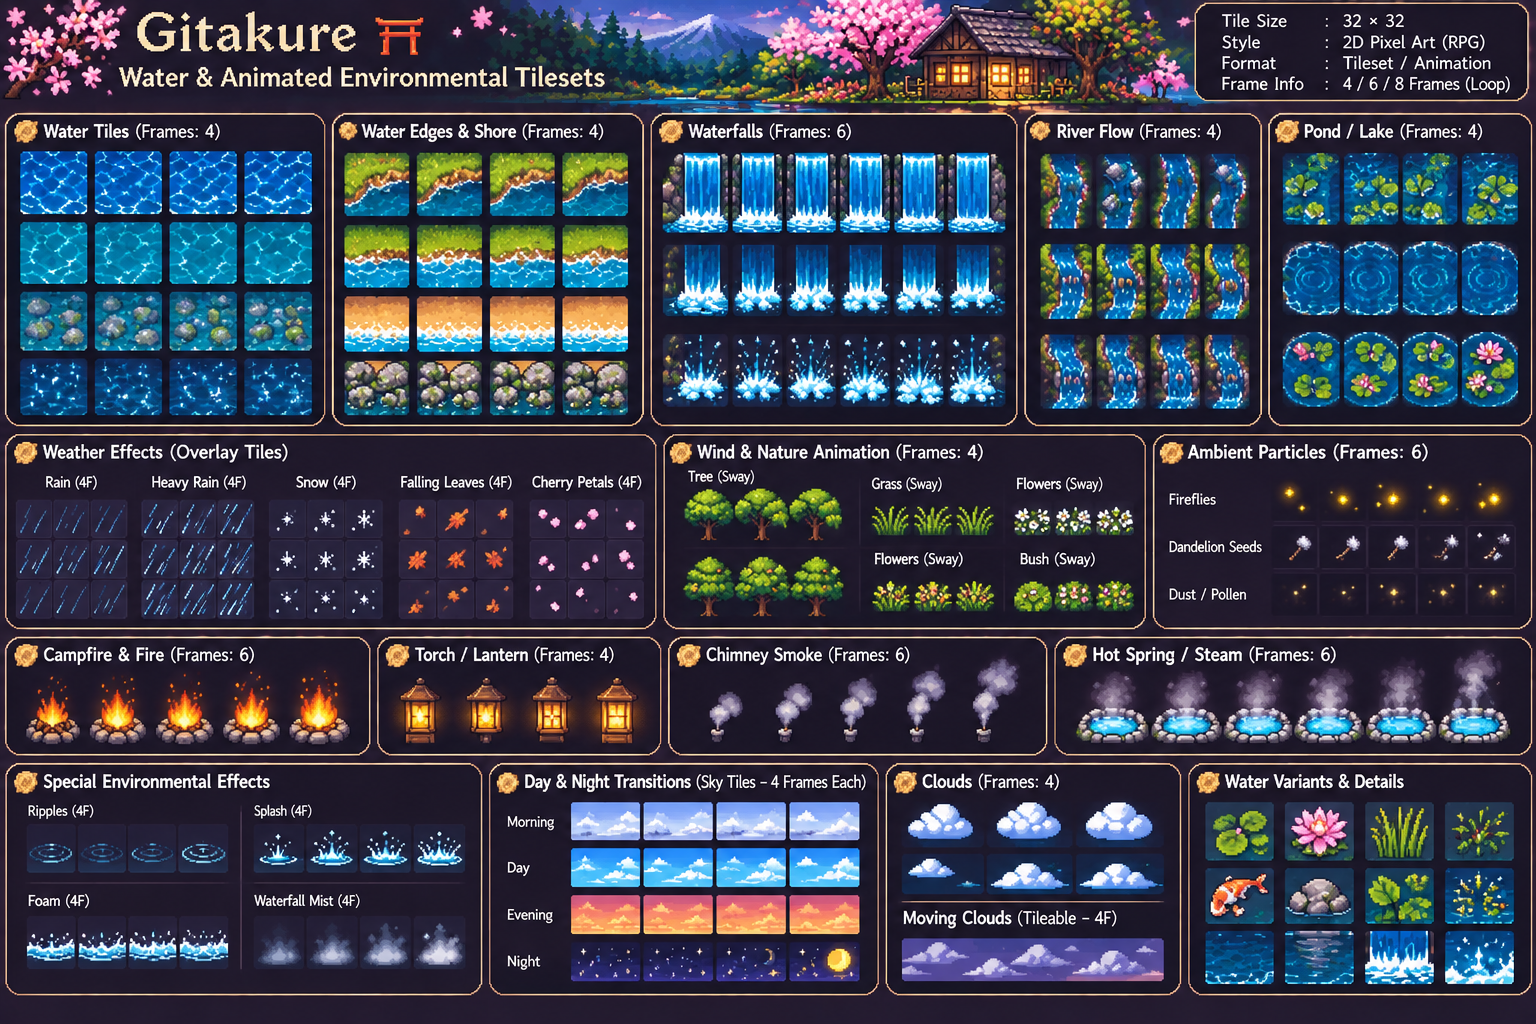 Gitakure
Water & Animated Environmental Tilesets
Tile Size : 32 × 32
Style : 2D Pixel Art (RPG)
Format : Tileset / Animation
Frame Info : 4 / 6 / 8 Frames (Loop)
Water Tiles (Frames: 4)
Water Edges & Shore (Frames: 4)
Waterfalls (Frames: 6)
River Flow (Frames: 4)
Pond / Lake (Frames: 4)
Weather Effects (Overlay Tiles)
Rain (4F)
Heavy Rain (4F)
Snow (4F)
Falling Leaves (4F)
Cherry Petals (4F)
Wind & Nature Animation (Frames: 4)
Tree (Sway)
Grass (Sway)
Flowers (Sway)
Flowers (Sway)
Bush (Sway)
Ambient Particles (Frames: 6)
Fireflies
Dandelion Seeds
Dust / Pollen
Campfire & Fire (Frames: 6)
Torch / Lantern (Frames: 4)
Chimney Smoke (Frames: 6)
Hot Spring / Steam (Frames: 6)
Special Environmental Effects
Ripples (4F)
Splash (4F)
Foam (4F)
Waterfall Mist (4F)
Day & Night Transitions (Sky Tiles – 4 Frames Each)
Morning
Day
Evening
Night
Clouds (Frames: 4)
Moving Clouds (Tileable – 4F)
Water Variants & Details